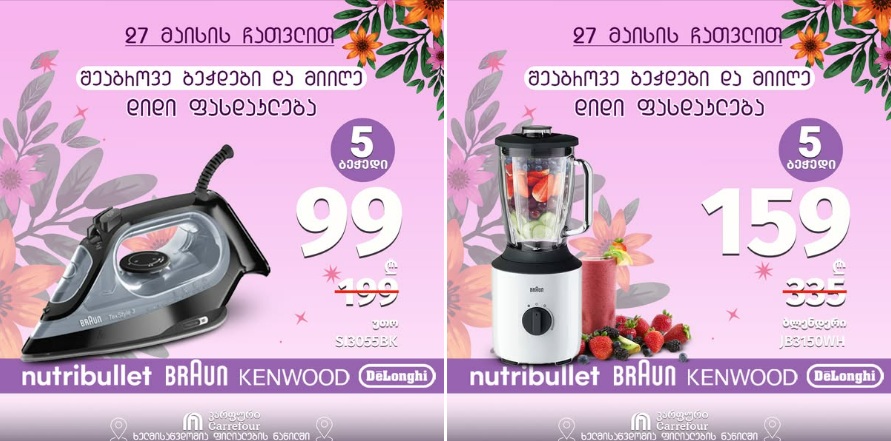 27 მაისის ჩათვლით
შეაგროვე ბეჭდები და მიიღე
დიდი ფასდაკლება
5
ბეჭედი
99
₾
199
უთო
SI3055BK
BRAUN
nutribullet BRAUN KENWOOD DeLonghi
კარფური
Carrefour
ხელმისაწვდომია ფილიალების ნაწილში
27 მაისის ჩათვლით
შეაგროვე ბეჭდები და მიიღე
დიდი ფასდაკლება
5
ბეჭედი
159
₾
335
ბლენდერი
JB3150WH
BRAUN
nutribullet BRAUN KENWOOD DeLonghi
კარფური
Carrefour
ხელმისაწვდომია ფილიალების ნაწილში